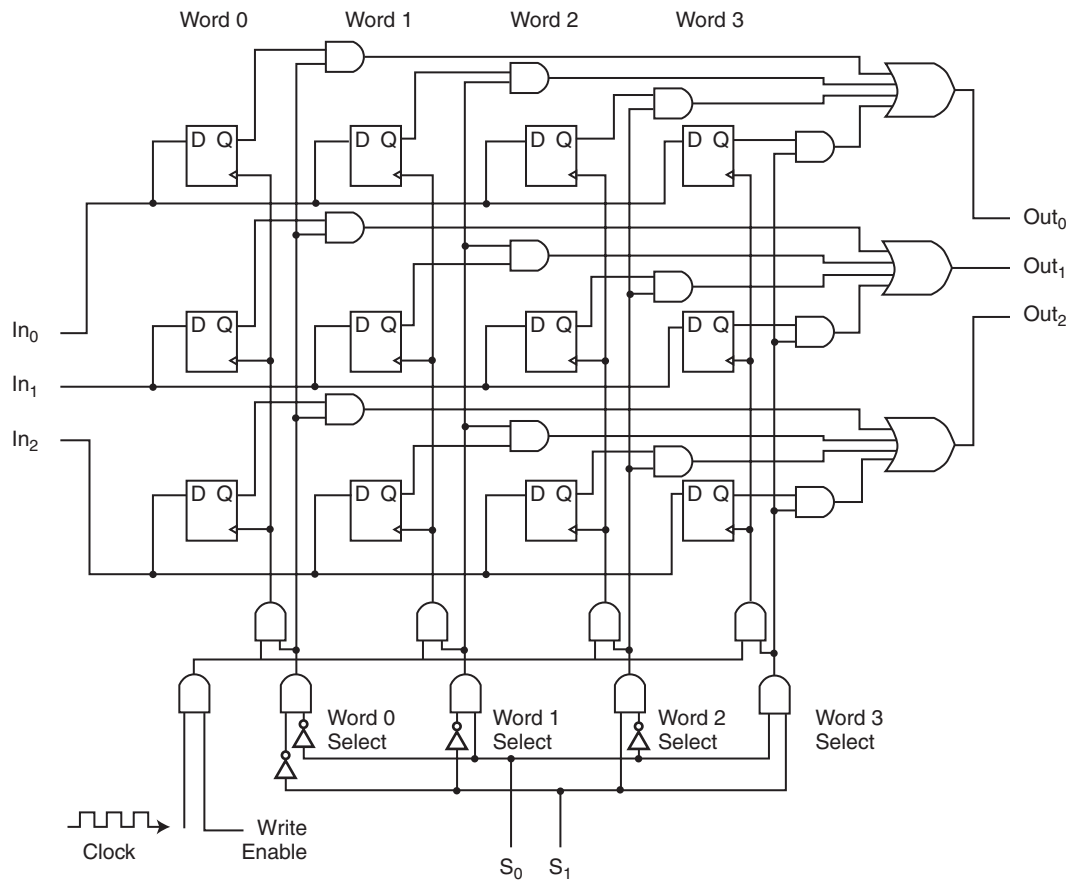 Word 0
Word 1
Word 2
Word 3
D Q
D Q
D Q
D Q
Out₀
Out₁
Out₂
In₀
D Q
D Q
D Q
D Q
In₁
In₂
D Q
D Q
D Q
D Q
Word 0
Select
Word 1
Select
Word 2
Select
Word 3
Select
Clock
Write
Enable
S₀
S₁